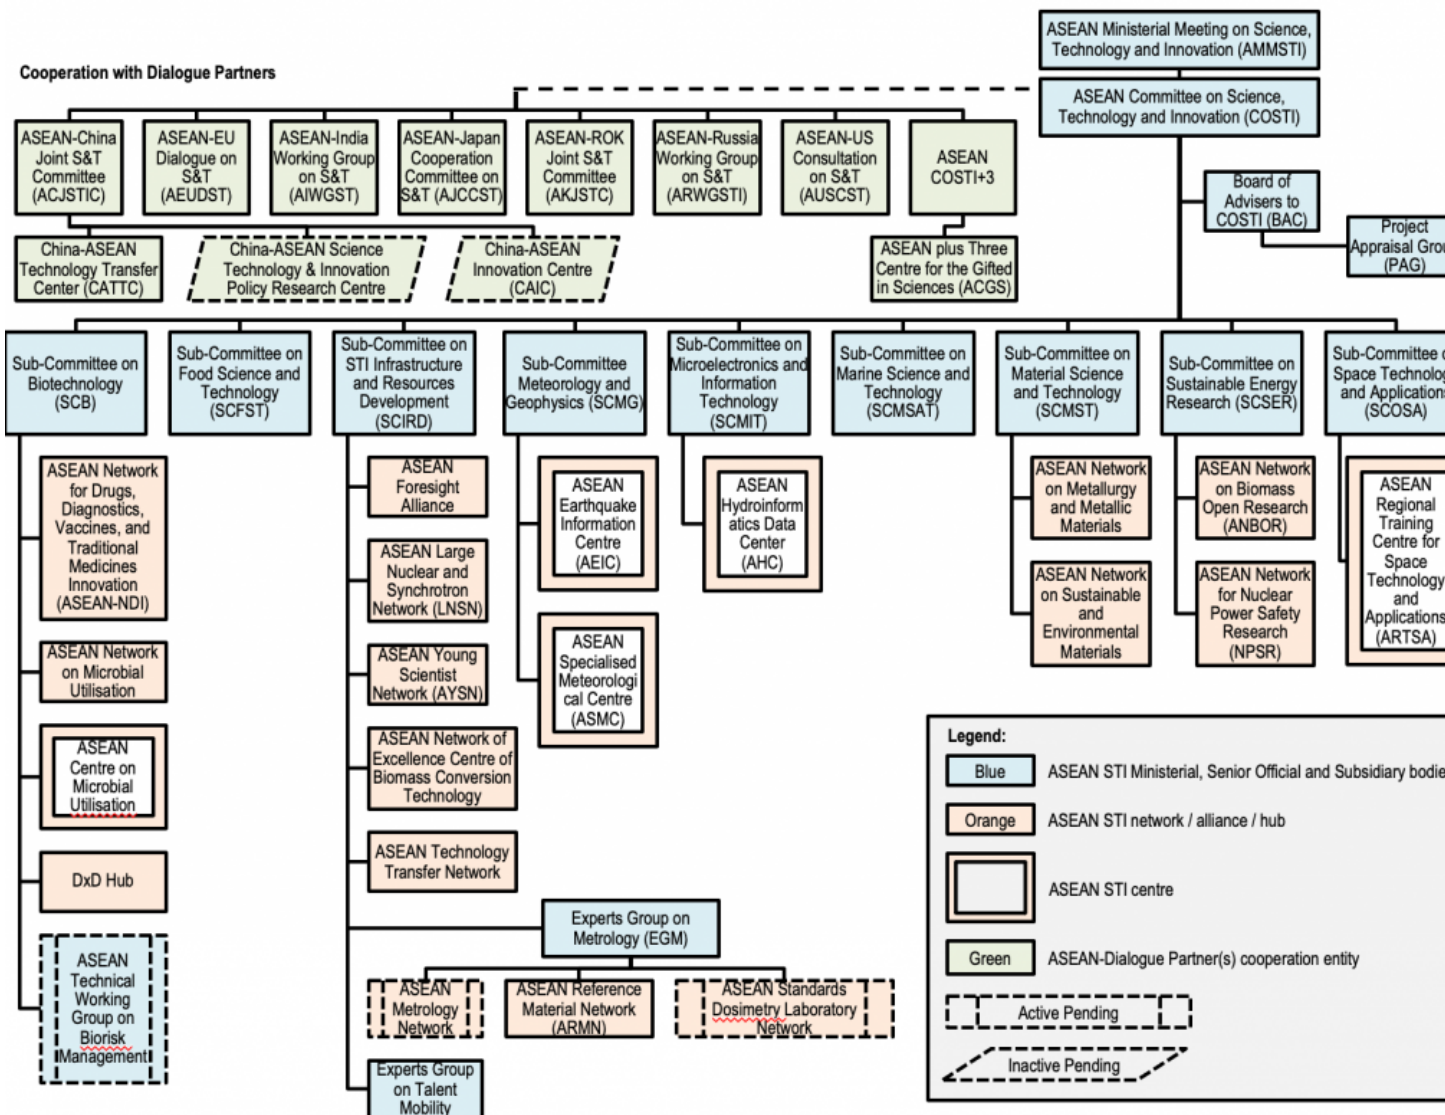 ASEAN Ministerial Meeting on Science,
Technology and Innovation (AMMSTI)
Cooperation with Dialogue Partners
ASEAN Committee on Science,
Technology and Innovation (COSTI)
ASEAN-China
Joint S&T
Committee
(ACJSTIC)
ASEAN-EU
Dialogue on
S&T
(AEUDST)
ASEAN-India
Working Group
on S&T
(AIWGST)
ASEAN-Japan
Cooperation
Committee on
S&T (AJCCST)
ASEAN-ROK
Joint S&T
Committee
(AKJSTC)
ASEAN-Russia
Working Group
on S&T
(ARWGSTI)
ASEAN-US
Consultation
on S&T
(AUSCST)
ASEAN
COSTI+3
Board of
Advisers to
COSTI (BAC)
Project
Appraisal Grou
(PAG)
China-ASEAN
Technology Transfer
Center (CATTC)
China-ASEAN Science
Technology & Innovation
Policy Research Centre
China-ASEAN
Innovation Centre
(CAIC)
ASEAN plus Three
Centre for the Gifted
in Sciences (ACGS)
Sub-Committee on
Biotechnology
(SCB)
Sub-Committee on
Food Science and
Technology
(SCFST)
Sub-Committee on
STI Infrastructure
and Resources
Development
(SCIRD)
Sub-Committee
Meteorology and
Geophysics (SCMG)
Sub-Committee on
Microelectronics and
Information
Technology
(SCMIT)
Sub-Committee on
Marine Science and
Technology
(SCMSAT)
Sub-Committee on
Material Science
and Technology
(SCMST)
Sub-Committee on
Sustainable Energy
Research (SCSER)
Sub-Committee o
Space Technolog
and Application
(SCOSA)
ASEAN Network
for Drugs,
Diagnostics,
Vaccines, and
Traditional
Medicines
Innovation
(ASEAN-NDI)
ASEAN Network
on Microbial
Utilisation
ASEAN
Centre on
Microbial
Utilisation
DxD Hub
ASEAN
Technical
Working
Group on
Biorisk
Management
ASEAN
Foresight
Alliance
ASEAN Large
Nuclear and
Synchrotron
Network (LNSN)
ASEAN Young
Scientist
Network (AYSN)
ASEAN Network of
Excellence Centre of
Biomass Conversion
Technology
ASEAN Technology
Transfer Network
Experts Group on
Metrology (EGM)
ASEAN
Metrology
Network
ASEAN Reference
Material Network
(ARMN)
ASEAN Standards
Dosimetry Laboratory
Network
Experts Group
on Talent
Mobility
ASEAN
Earthquake
Information
Centre
(AEIC)
ASEAN
Specialised
Meteorologi
cal Centre
(ASMC)
ASEAN
Hydroinform
atics Data
Center
(AHC)
ASEAN Network
on Metallurgy
and Metallic
Materials
ASEAN Network
on Sustainable
and
Environmental
Materials
ASEAN Network
on Biomass
Open Research
(ANBOR)
ASEAN Network
for Nuclear
Power Safety
Research
(NPSR)
ASEAN
Regional
Training
Centre for
Space
Technology
and
Applications
(ARTSA)
Legend:
Blue
ASEAN STI Ministerial, Senior Official and Subsidiary bodie
Orange
ASEAN STI network / alliance / hub
ASEAN STI centre
Green
ASEAN-Dialogue Partner(s) cooperation entity
Active Pending
Inactive Pending